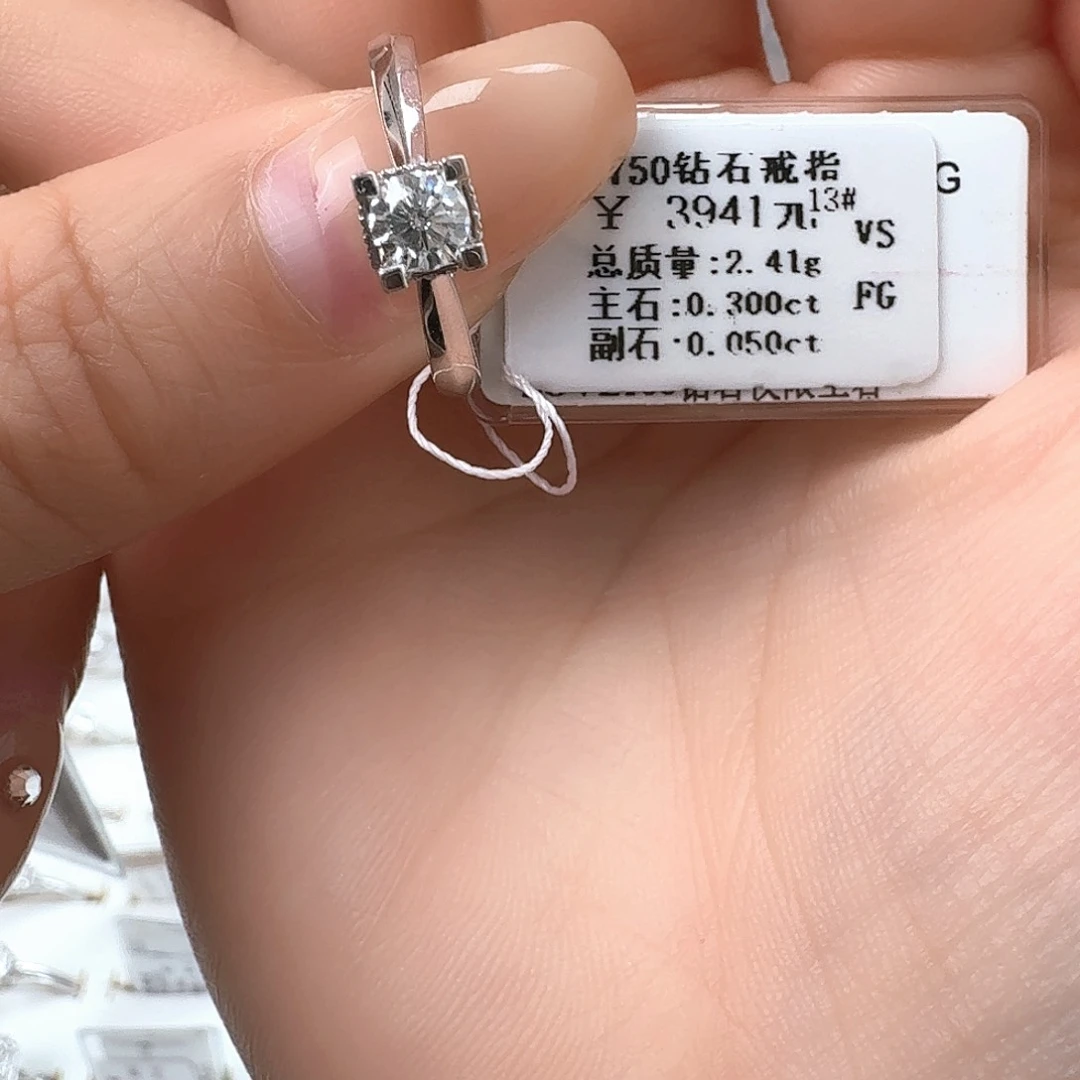 750钻石戒指
¥ 3941元 13#
VS
总质量:2.41g
主石:0.300ct FG
副石:0.050ct
G